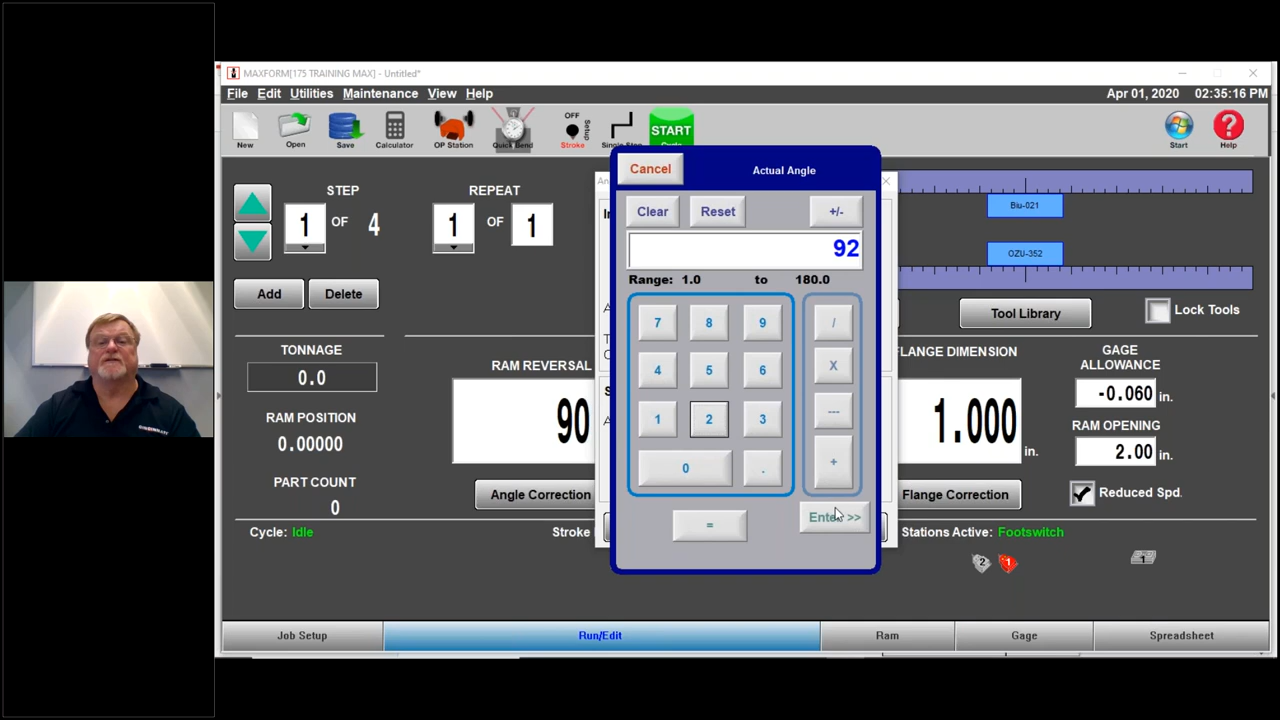 MAXFORM[175 TRAINING MAX] - Untitled*
File Edit Utilities Maintenance View Help
Apr 01, 2020 02:35:16 PM
New
Open
Save
Calculator
OP Station
Quick Bend
OFF
Setup
Stroke
START
Start
Help
STEP
1 OF 4
REPEAT
1 OF 1
Add
Delete
Cancel
Actual Angle
Clear
Reset
+/-
92
Range: 1.0 to 180.0
7 8 9 /
4 5 6 X
1 2 3 ---
0 . +
=
>>
Biu-021
OZU-352
Tool Library
Lock Tools
TONNAGE
0.0
RAM POSITION
0.00000
PART COUNT
0
RAM REVERSAL
90
Angle Correction
FLANGE DIMENSION
1.000 in.
Flange Correction
GAGE
ALLOWANCE
-0.060 in.
RAM OPENING
2.00 in.
Reduced Spd.
Cycle: Idle
Stroke
Stations Active: Footswitch
2
1
1
Job Setup
Run/Edit
Ram
Gage
Spreadsheet